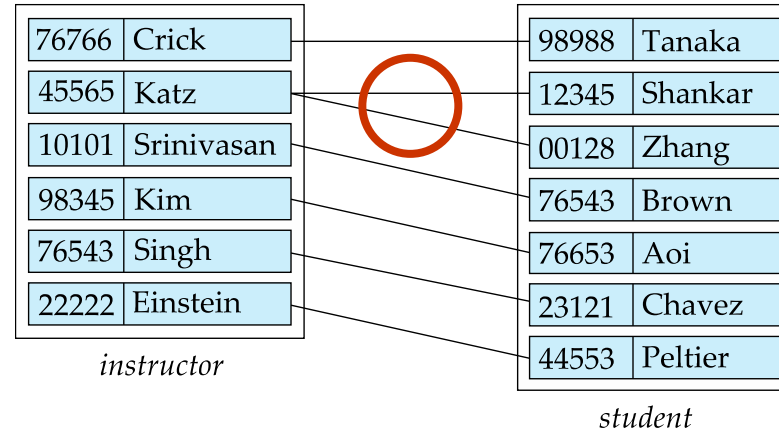 76766 Crick
45565 Katz
10101 Srinivasan
98345 Kim
76543 Singh
22222 Einstein
instructor
98988 Tanaka
12345 Shankar
00128 Zhang
76543 Brown
76653 Aoi
23121 Chavez
44553 Peltier
student